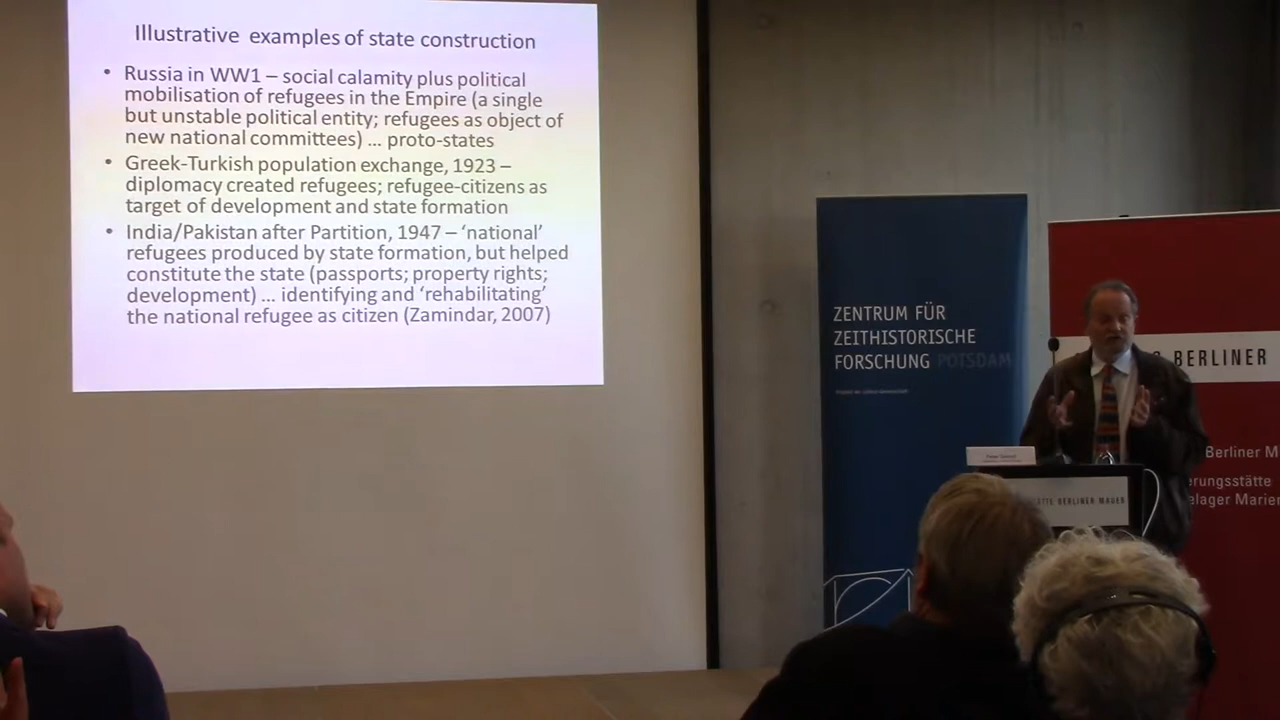 Illustrative examples of state construction
• Russia in WW1 – social calamity plus political
mobilisation of refugees in the Empire (a single
but unstable political entity; refugees as object of
new national committees) … proto-states
• Greek-Turkish population exchange, 1923 –
diplomacy created refugees; refugee-citizens as
target of development and state formation
• India/Pakistan after Partition, 1947 – ‘national’
refugees produced by state formation, but helped
constitute the state (passports; property rights;
development) … identifying and ‘rehabilitating’
the national refugee as citizen (Zamindar, 2007)
ZENTRUM FÜR
ZEITHISTORISCHE
FORSCHUNG POTSDAM
BERLINER
Berliner M
erungsstätte
elager Marien
TÄTTE BERLINER MAUER